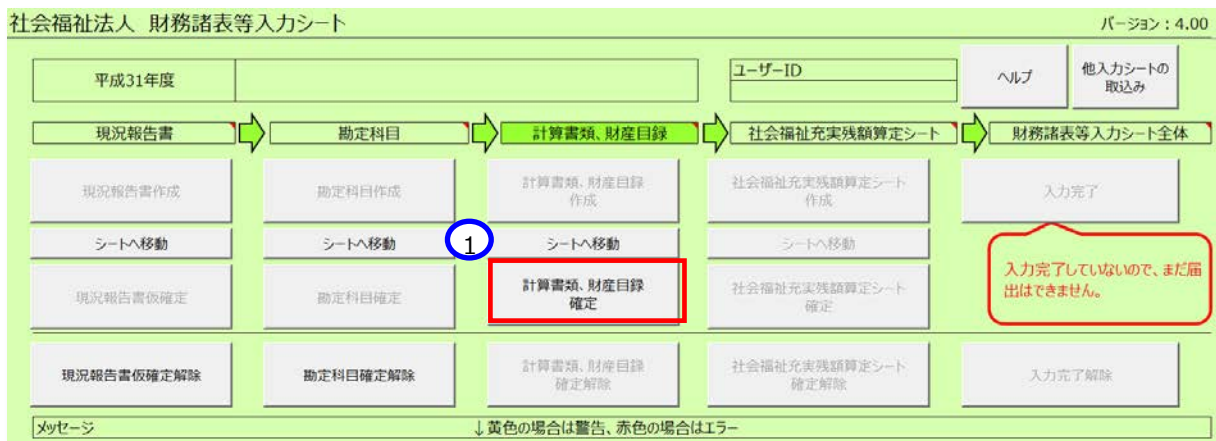 社会福祉法人 財務諸表等入力シート
バージョン：4.00
平成31年度
ユーザーID
ヘルプ
他入力シートの
取込み
現況報告書
勘定科目
計算書類、財産目録
社会福祉充実残額算定シート
財務諸表等入力シート全体
現況報告書作成
勘定科目作成
計算書類、財産目録
作成
社会福祉充実残額算定シート
作成
入力完了
シートへ移動
シートへ移動
1
シートへ移動
シートへ移動
現況報告書仮確定
勘定科目確定
計算書類、財産目録
確定
社会福祉充実残額算定シート
確定
入力完了していないので、まだ届
出はできません。
現況報告書仮確定解除
勘定科目確定解除
計算書類、財産目録
確定解除
社会福祉充実残額算定シート
確定解除
入力完了解除
メッセージ
↓黄色の場合は警告、赤色の場合はエラー